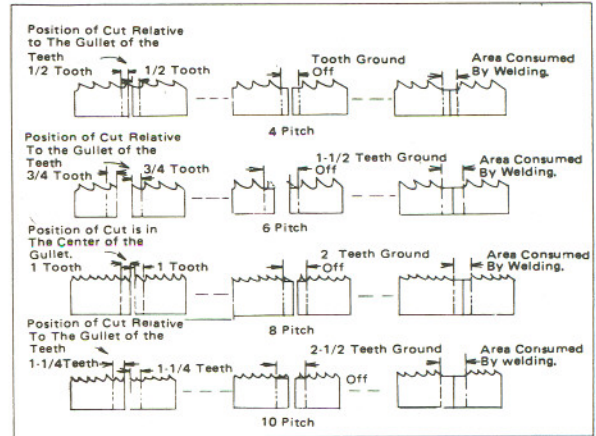 Position of Cut Relative
to The Gullet of the
Teeth
1/2 Tooth 1/2 Tooth
Tooth Ground
Off
Area Consumed
By Welding.
4 Pitch
Position of Cut Relative
To the Gullet of the
Teeth
3/4 Tooth 3/4 Tooth
1-1/2 Teeth Ground
Off
Area Consumed
By Welding.
6 Pitch
Position of Cut is in
The Center of the
Gullet.
1 Tooth 1 Tooth
2 Teeth Ground
Off
Area Consumed
By Welding.
8 Pitch
Position of Cut Relative
To The Gullet of the
Teeth
1-1/4Teeth 1-1/4 Teeth
2-1/2 Teeth Ground
Off
Area Consumed
By welding.
10 Pitch